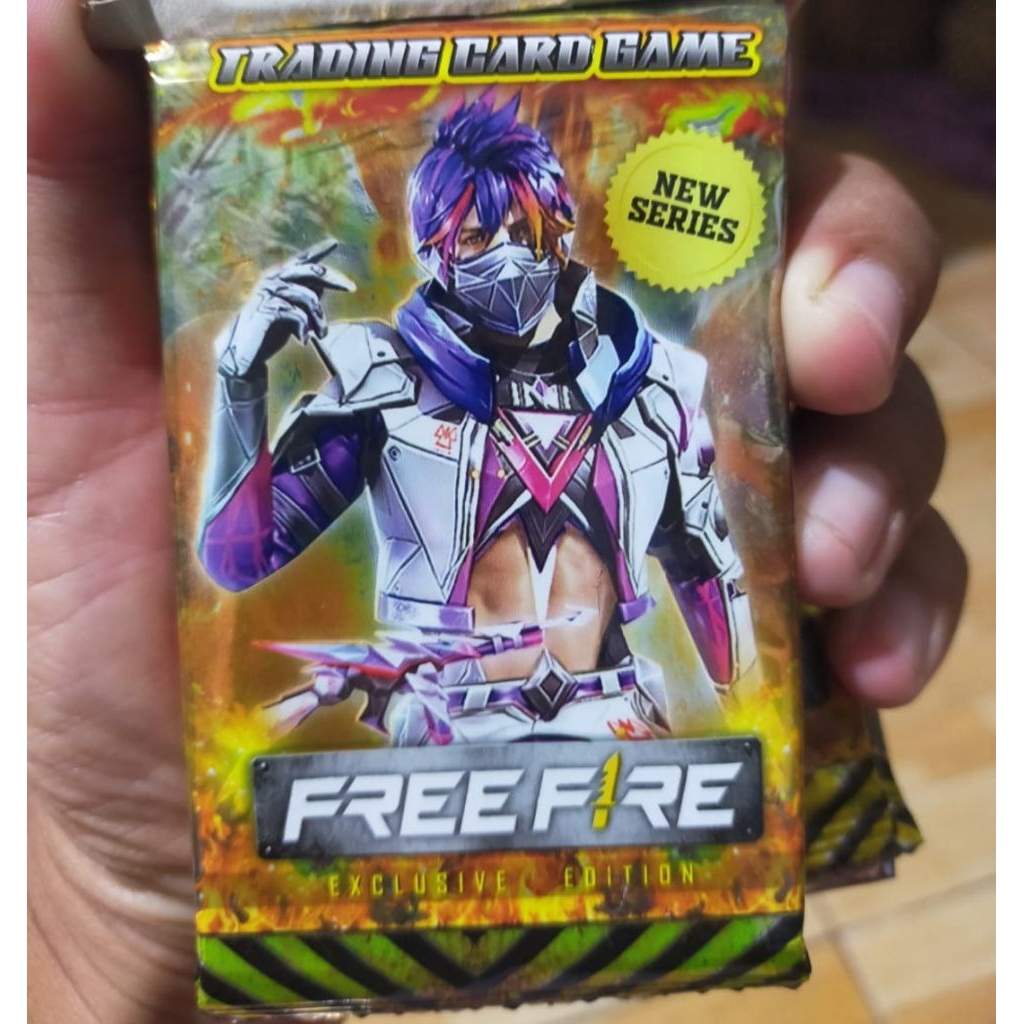 TRADING CARD GAME
NEW
SERIES
FREE FIRE
EXCLUSIVE EDITION